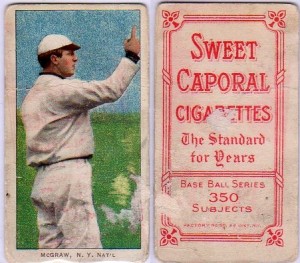 McGRAW, N. Y. NAT'L
SWEET
CAPORAL
CIGARETTES
The Standard
for Years
BASE BALL SERIES
350
SUBJECTS